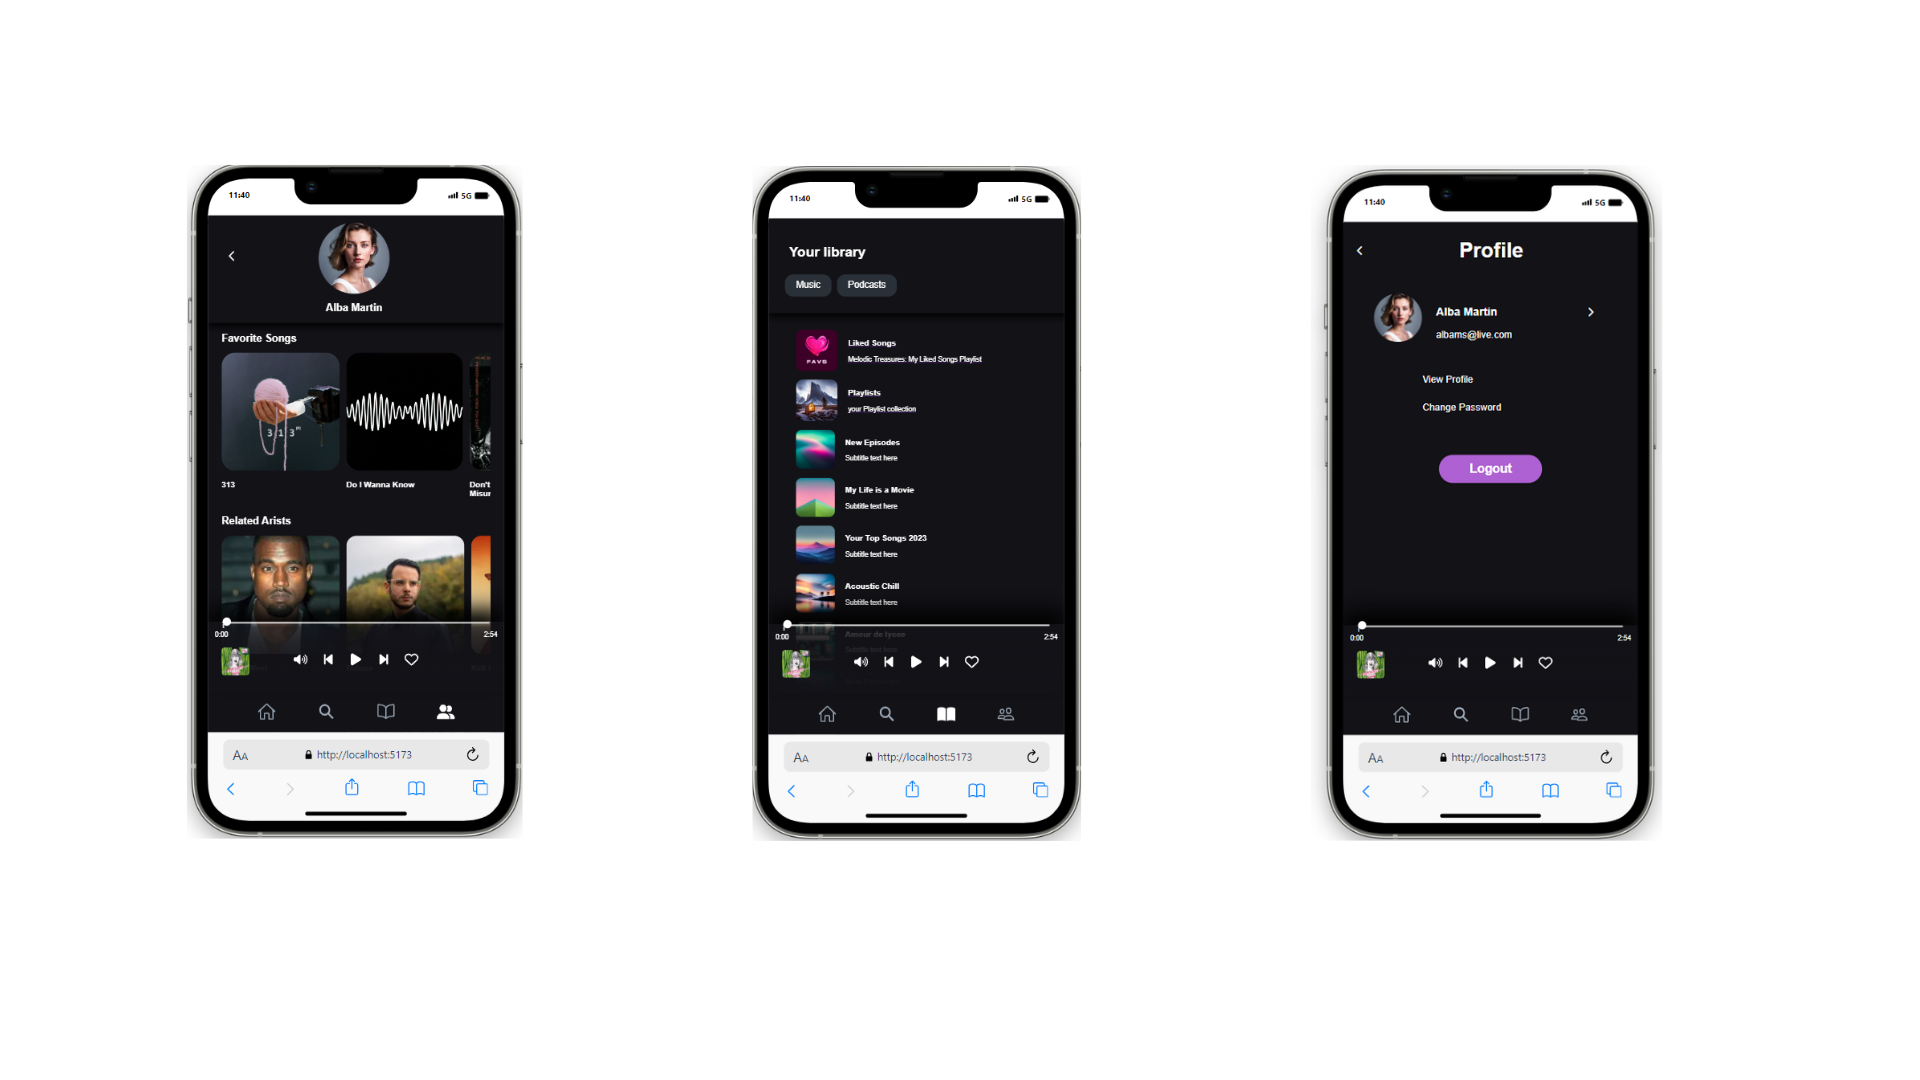 11:40
5G
Alba Martin
Favorite Songs
313"
313
Do I Wanna Know
Don't
Misur
Related Arists
0:00
2:54
AA
http://localhost:5173
11:40
5G
Your library
Music
Podcasts
FAVS
Liked Songs
Melodic Treasures: My Liked Songs Playlist
Playlists
your Playlist collection
New Episodes
Subtitle text here
My Life is a Movie
Subtitle text here
Your Top Songs 2023
Subtitle text here
Acoustic Chill
Subtitle text here
Amour de lycee
Subtitle text here
0:00
2:54
AA
http://localhost:5173
11:40
5G
Profile
Alba Martin
albams@live.com
View Profile
Change Password
Logout
0:00
2:54
AA
http://localhost:5173